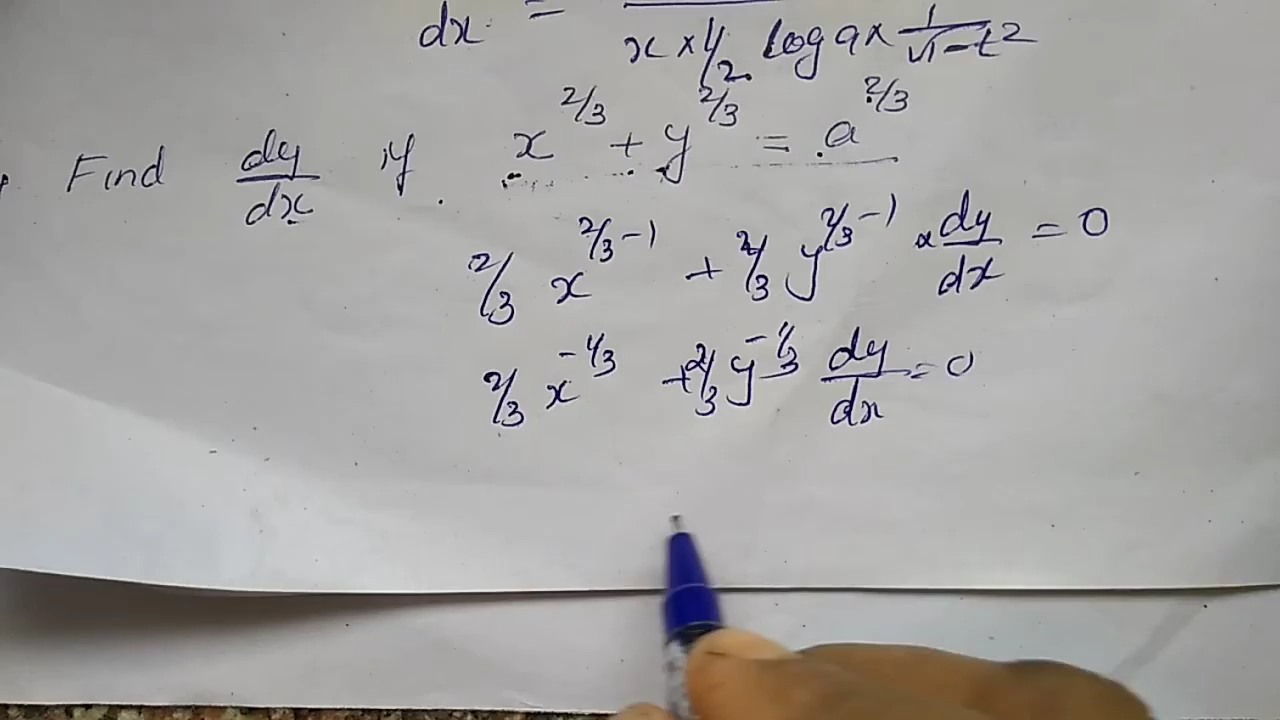 dx = x × 1/2 log a × 1/√1-t²
Find dy/dx if x^2/3 + y^2/3 = a^2/3
2/3 x^2/3-1 + 2/3 y^2/3-1 × dy/dx = 0
2/3 x^-1/3 + 2/3 y^-1/3 dy/dx = 0